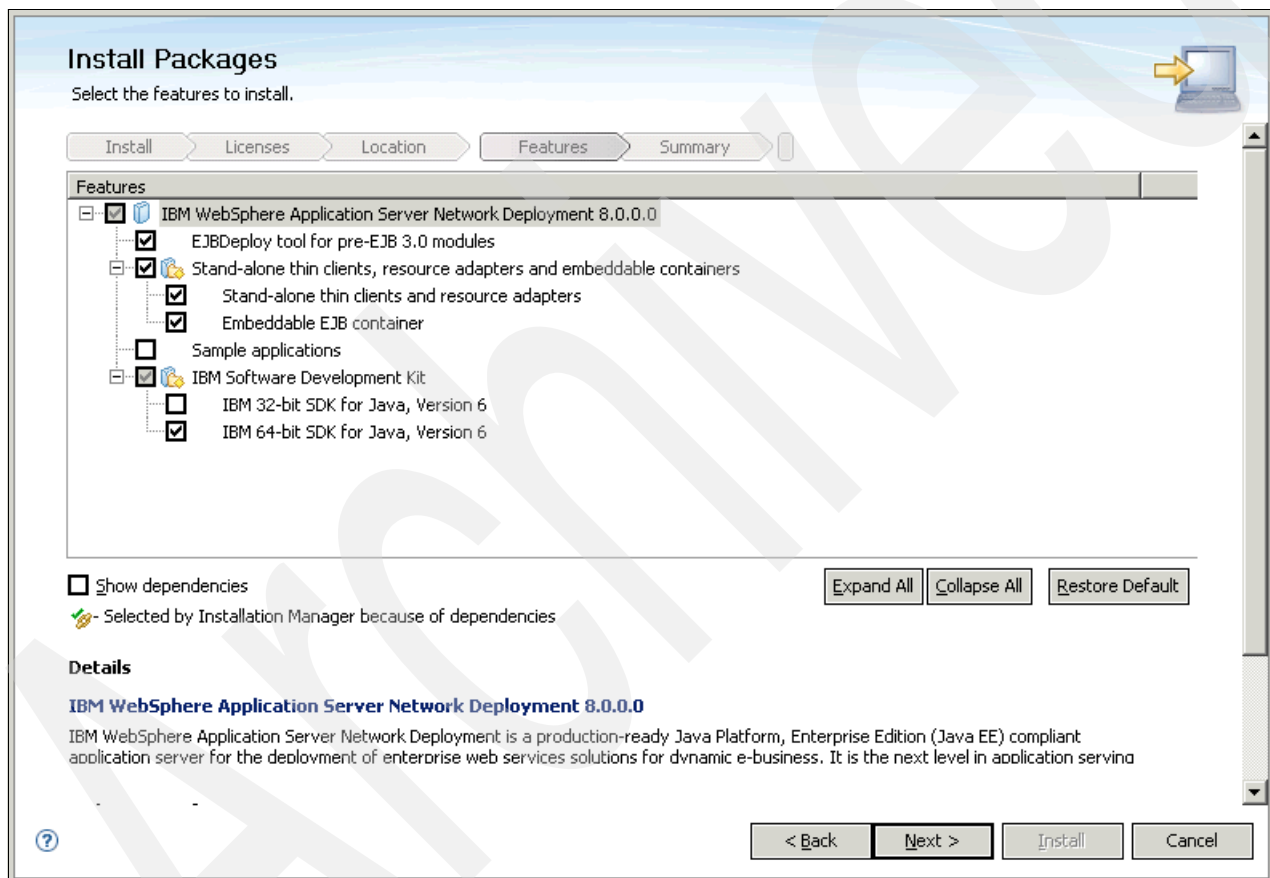 Install Packages
Select the features to install.
Install Licenses Location Features Summary
Features
IBM WebSphere Application Server Network Deployment 8.0.0.0
EJBDeploy tool for pre-EJB 3.0 modules
Stand-alone thin clients, resource adapters and embeddable containers
Stand-alone thin clients and resource adapters
Embeddable EJB container
Sample applications
IBM Software Development Kit
IBM 32-bit SDK for Java, Version 6
IBM 64-bit SDK for Java, Version 6
Show dependencies Expand All Collapse All Restore Default
- Selected by Installation Manager because of dependencies
Details
IBM WebSphere Application Server Network Deployment 8.0.0.0
IBM WebSphere Application Server Network Deployment is a production-ready Java Platform, Enterprise Edition (Java EE) compliant
application server for the deployment of enterprise web services solutions for dynamic e-business. It is the next level in application serving
? < Back Next > Install Cancel
Archived